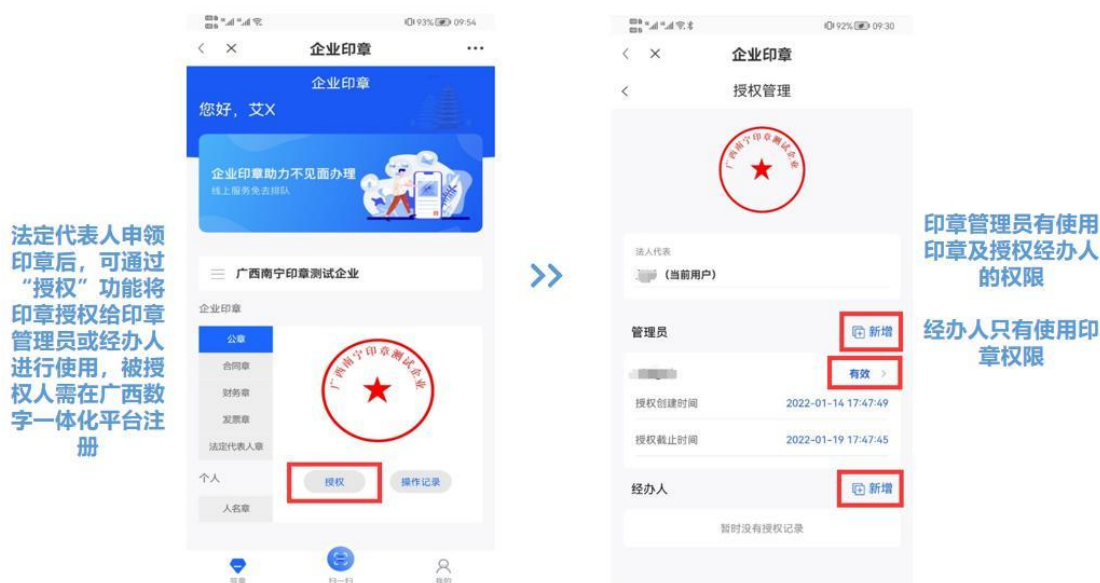 法定代表人申领
印章后，可通过
“授权”功能将
印章授权给印章
管理员或经办人
进行使用，被授
权人需在广西数
字一体化平台注
册
93% 09:54
企业印章
企业印章
您好，艾X
企业印章助力不见面办理
线上服务免去排队
广西南宁印章测试企业
企业印章
公章
合同章
财务章
发票章
法定代表人章
广西南宁印章测试企业
个人
人名章
授权
操作记录
扫一扫
我的
92% 09:30
企业印章
授权管理
广西南宁印章测试企业
法人代表
（当前用户）
管理员
新增
有效
授权创建时间
2022-01-14 17:47:49
授权截止时间
2022-01-19 17:47:45
经办人
新增
暂时没有授权记录
印章管理员有使用
印章及授权经办人
的权限
经办人只有使用印
章权限